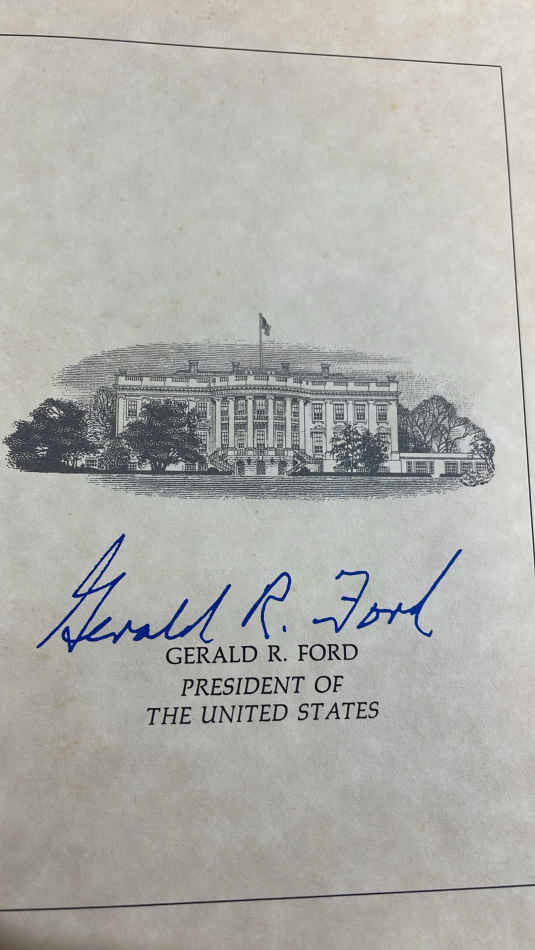 Gerald R. Ford
GERALD R. FORD
PRESIDENT OF
THE UNITED STATES